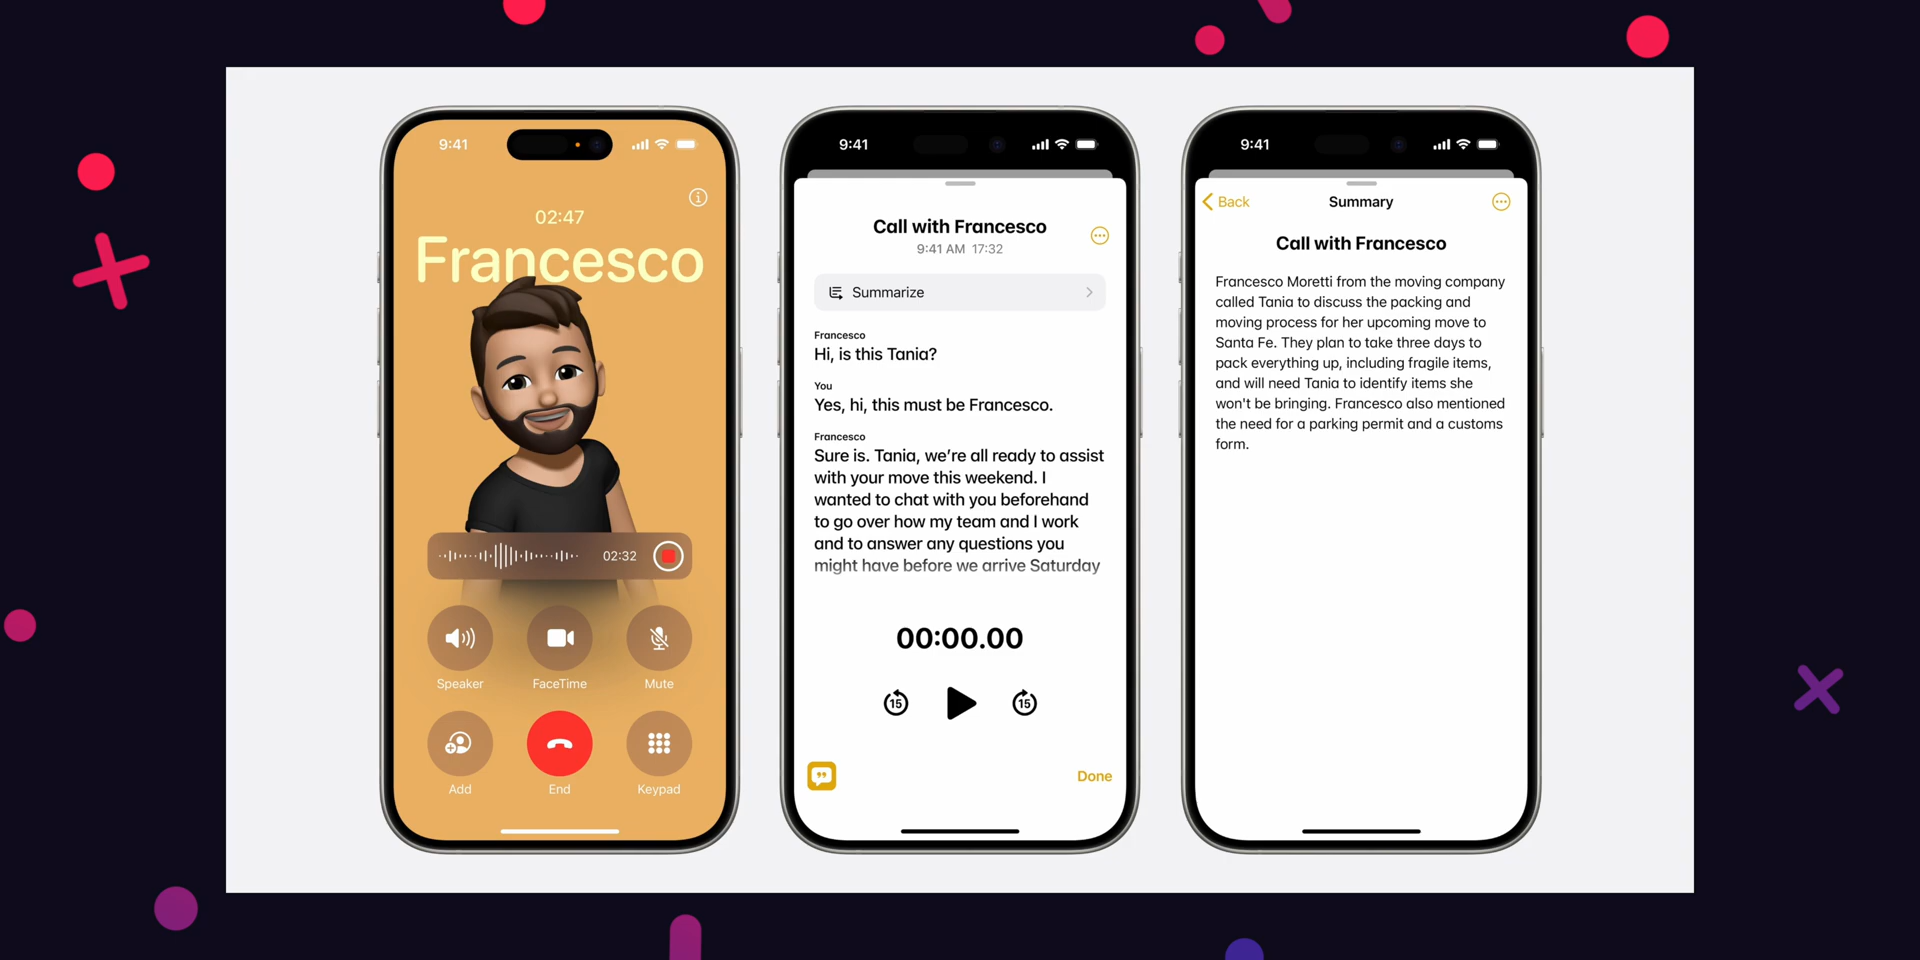 9:41
02:47
Francesco
02:32
Speaker
FaceTime
Mute
Add
End
Keypad
9:41
Call with Francesco
9:41 AM 17:32
Summarize
Francesco
Hi, is this Tania?
You
Yes, hi, this must be Francesco.
Francesco
Sure is. Tania, we're all ready to assist
with your move this weekend. I
wanted to chat with you beforehand
to go over how my team and I work
and to answer any questions you
might have before we arrive Saturday
00:00.00
15
15
Done
9:41
Back
Summary
Call with Francesco
Francesco Moretti from the moving company
called Tania to discuss the packing and
moving process for her upcoming move to
Santa Fe. They plan to take three days to
pack everything up, including fragile items,
and will need Tania to identify items she
won't be bringing. Francesco also mentioned
the need for a parking permit and a customs
form.